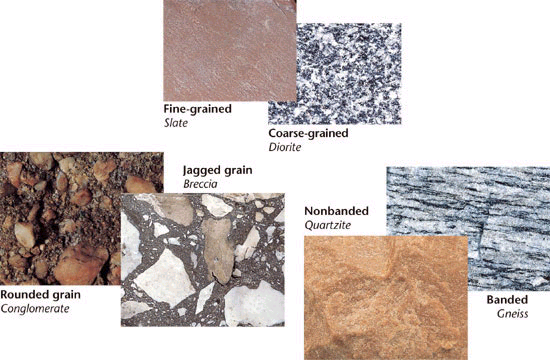 Fine-grained
Slate
Coarse-grained
Diorite
Jagged grain
Breccia
Rounded grain
Conglomerate
Nonbanded
Quartzite
Banded
Gneiss